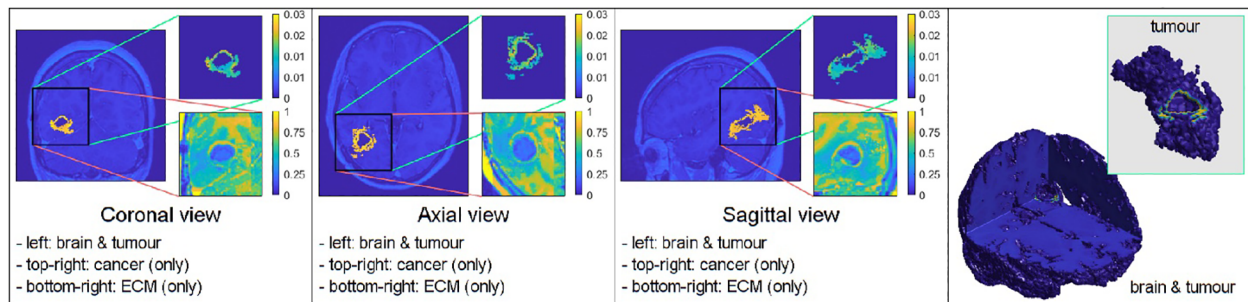 0.03
0.02
0.01
0
1
0.75
0.5
0.25
0
Coronal view
- left: brain & tumour
- top-right: cancer (only)
- bottom-right: ECM (only)
0.03
0.02
0.01
0
1
0.75
0.5
0.25
0
Axial view
- left: brain & tumour
- top-right: cancer (only)
- bottom-right: ECM (only)
0.03
0.02
0.01
0
1
0.75
0.5
0.25
0
Sagittal view
- left: brain & tumour
- top-right: cancer (only)
- bottom-right: ECM (only)
tumour
brain & tumour